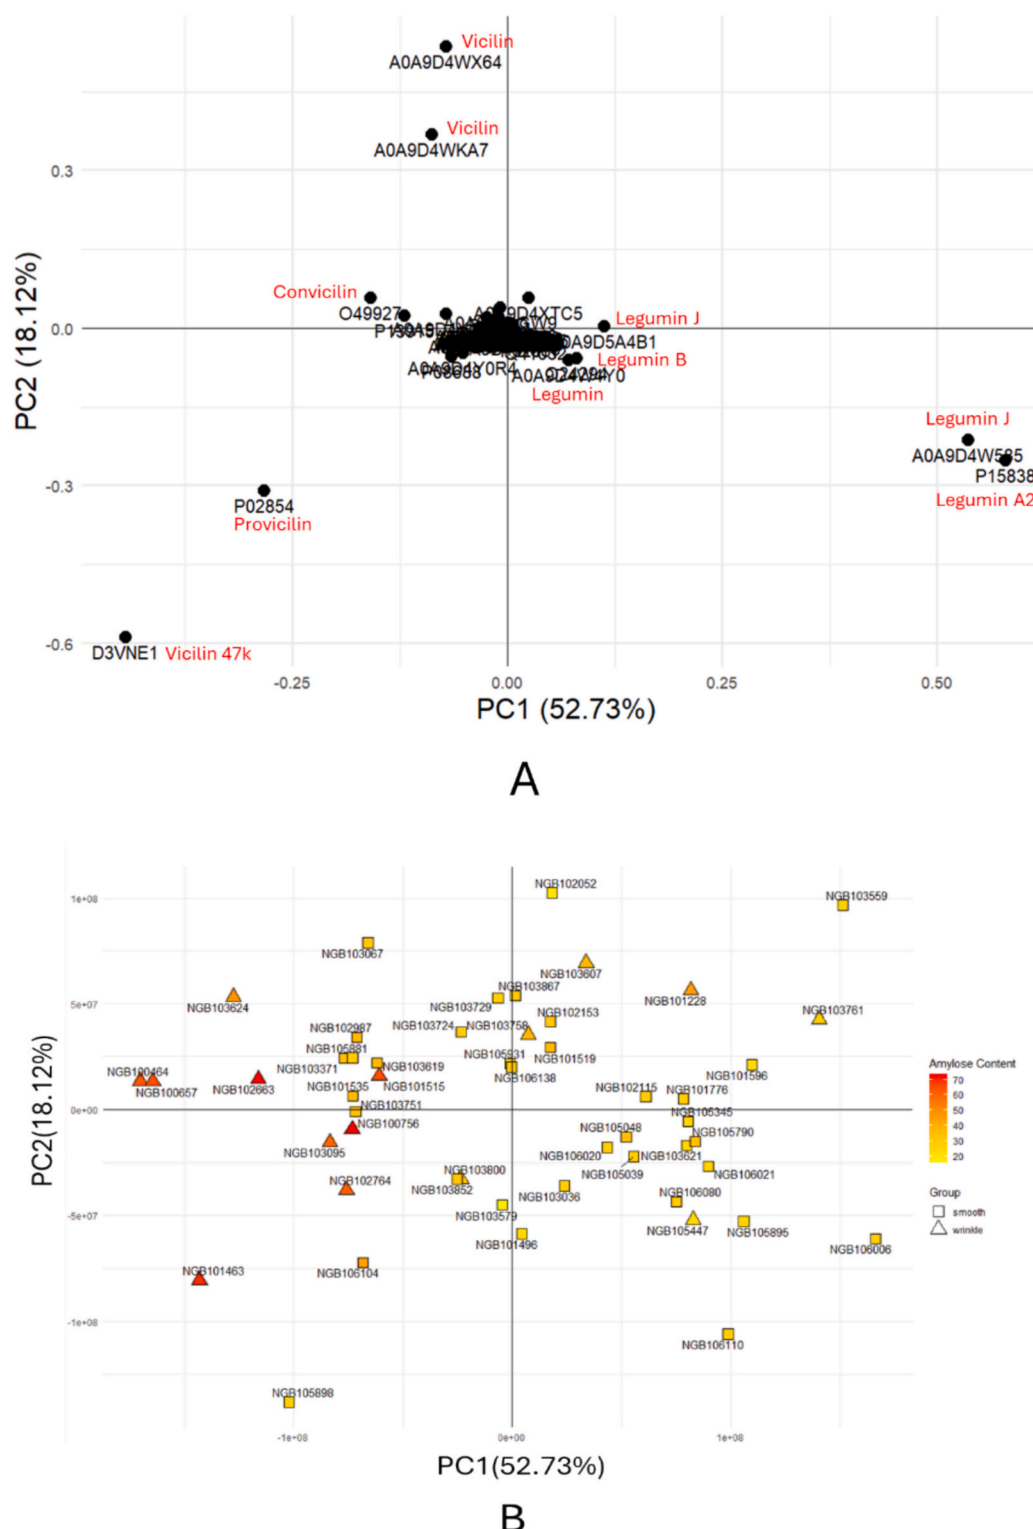 Vicilin
A0A9D4WX64
Vicilin
A0A9D4WKA7
0.3
Convicilin
O49927
A0A9D4XTC5
Legumin J
0.0
A0A9D5A4B1
Legumin B
A0A9D4Y0R4
A0A9D4W4Y0
Legumin
Legumin J
A0A9D4W535
P15838
Legumin A2
-0.3
P02854
Provicilin
-0.6
D3VNE1 Vicilin 47k
-0.25
0.00
0.25
0.50
PC2 (18.12%)
PC1 (52.73%)
A
NGB102052
NGB103559
1e+08
NGB103067
NGB103607
NGB103867
NGB101228
NGB103624
5e+07
NGB103729
NGB103761
NGB102987
NGB103724
NGB103758
NGB102153
NGB105881
NGB105931
NGB101519
NGB103371
NGB103619
NGB101596
NGB100464
NGB100657
NGB102663
NGB101535
NGB101515
NGB106138
NGB102115
NGB101776
0e+00
NGB103751
NGB105345
NGB100756
NGB105048
NGB105790
NGB103095
NGB106020
NGB103621
NGB102764
NGB103800
NGB105039
NGB106021
NGB103852
NGB103036
NGB106080
-5e+07
NGB103579
NGB105447
NGB105895
NGB101496
NGB106006
NGB101463
NGB106104
-1e+08
NGB106110
NGB105898
-1e+08
0e+00
1e+08
PC2(18.12%)
PC1(52.73%)
Amylose Content
70
60
50
40
30
20
Group
smooth
wrinkle
B